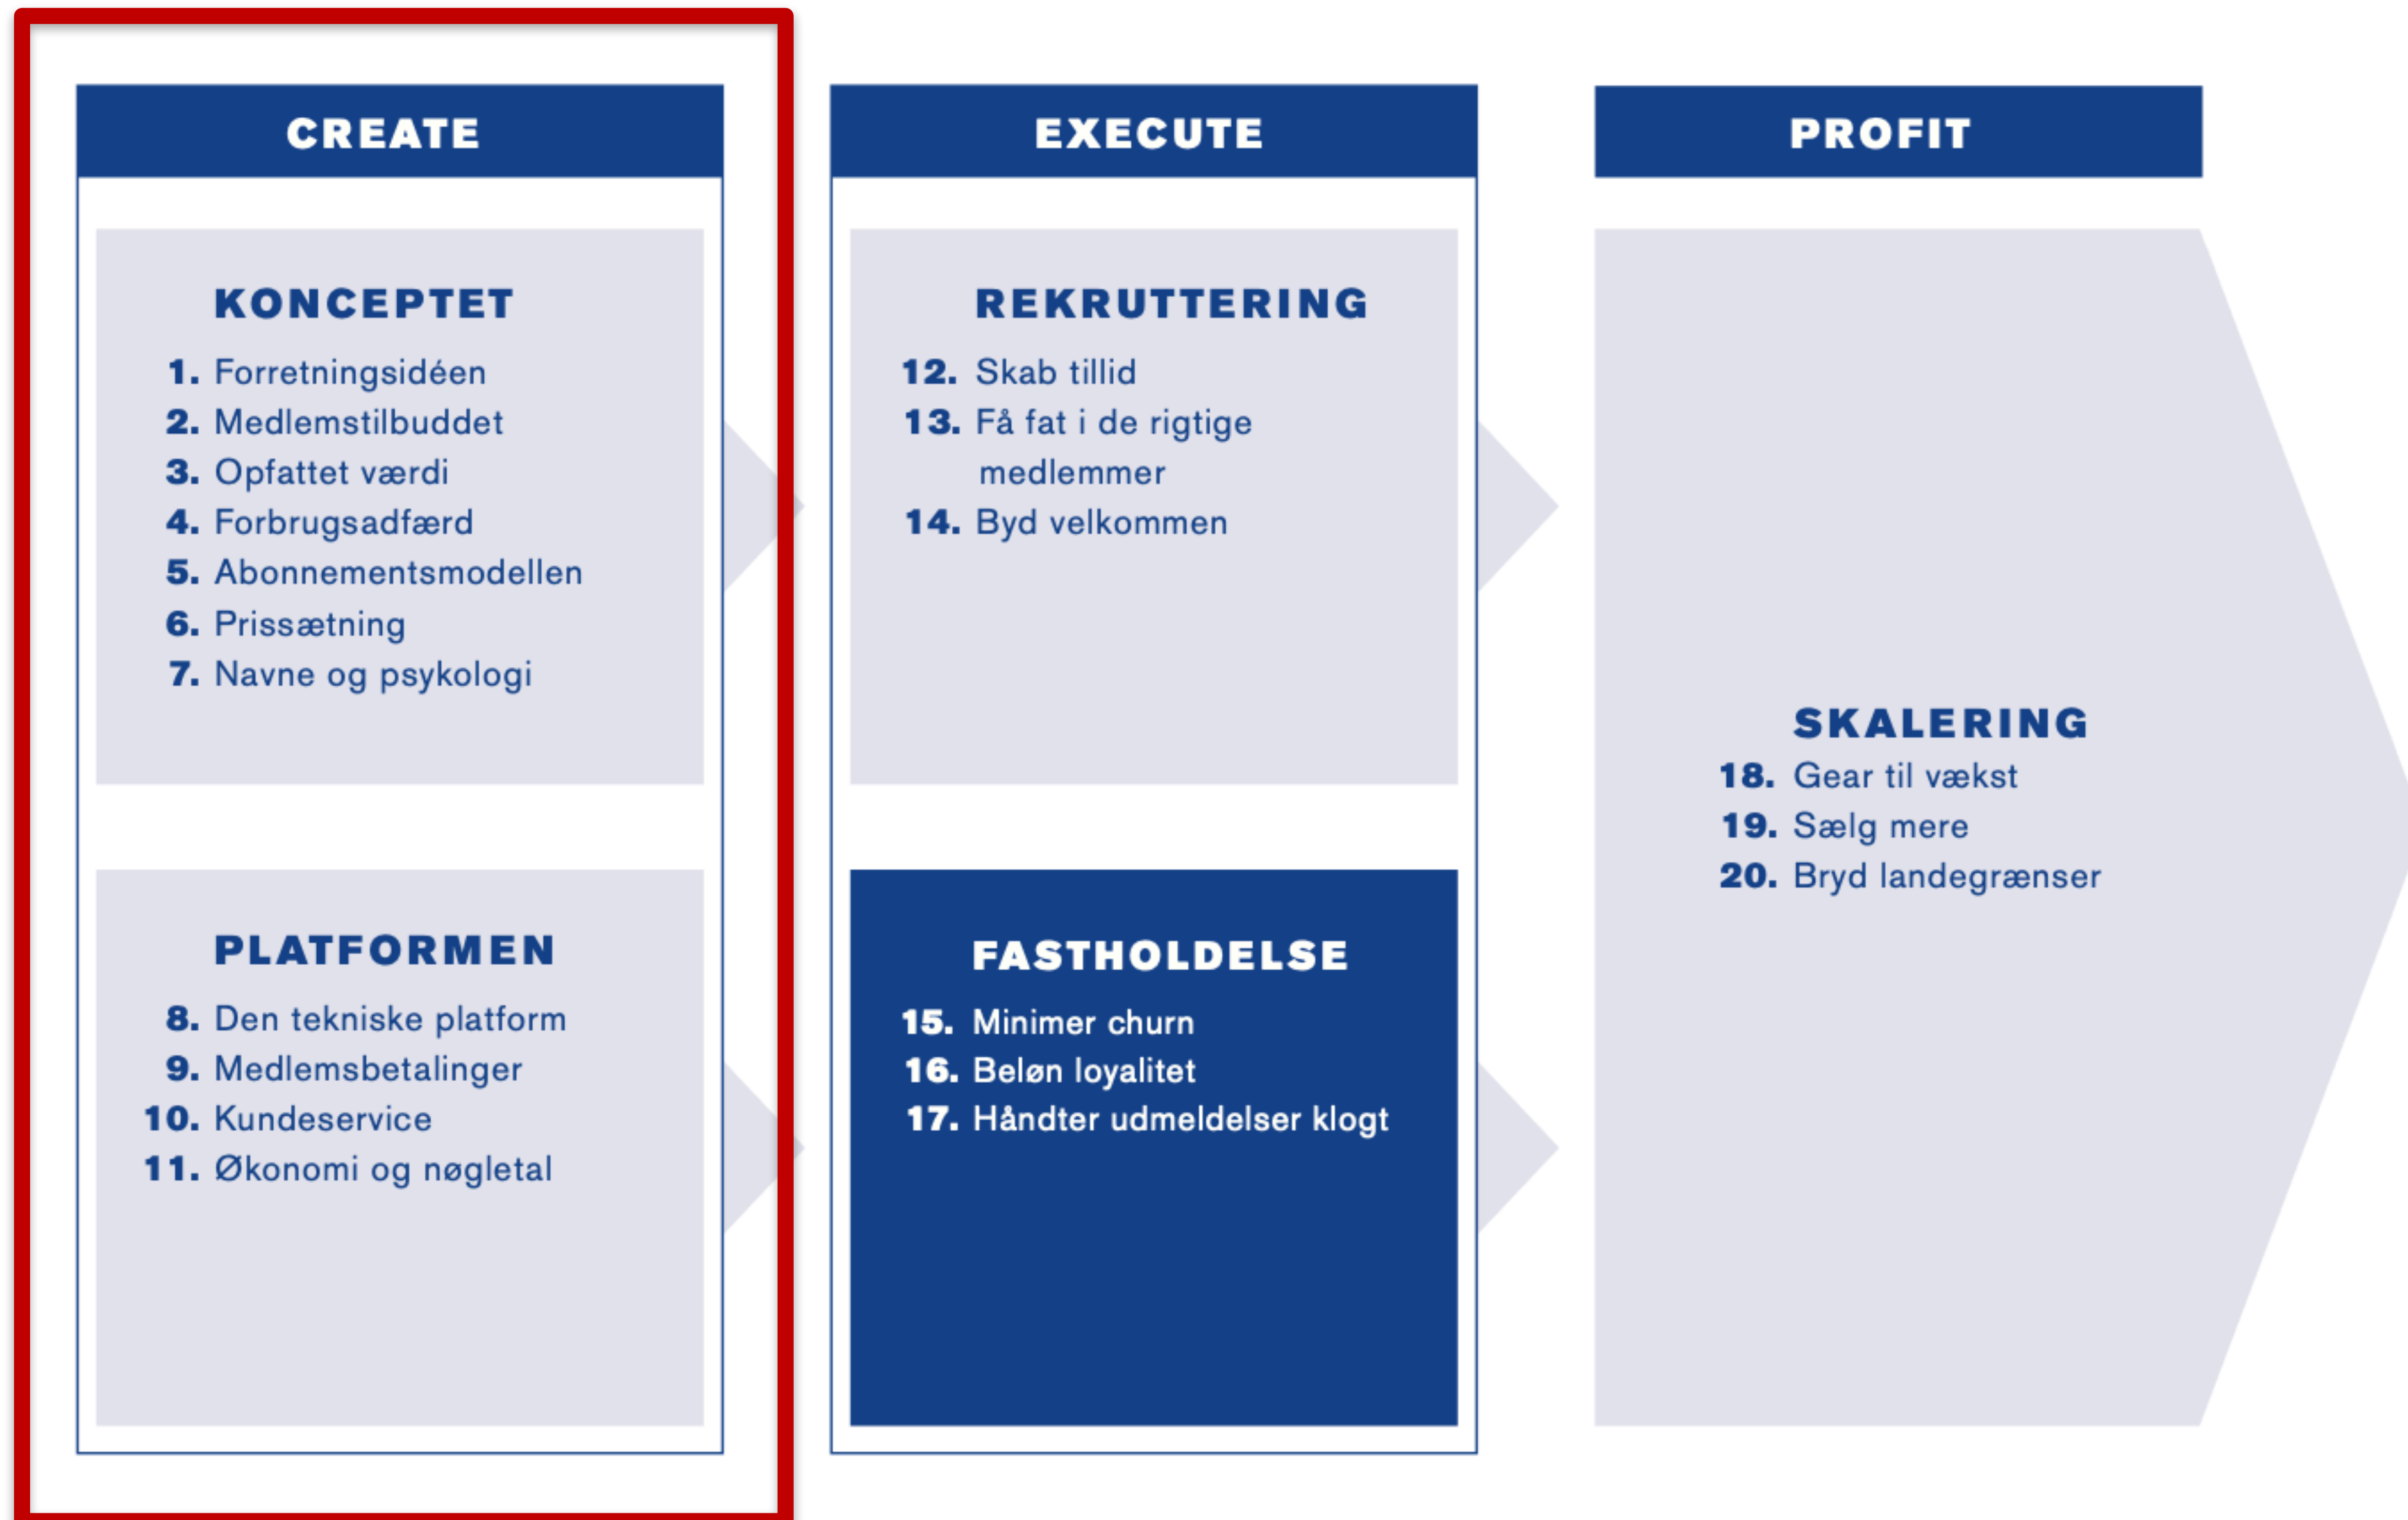 CREATE
KONCEPTET
1. Forretningsidéen
2. Medlemstilbuddet
3. Opfattet værdi
4. Forbrugsadfærd
5. Abonnementsmodellen
6. Prissætning
7. Navne og psykologi
PLATFORMEN
8. Den tekniske platform
9. Medlemsbetalinger
10. Kundeservice
11. Økonomi og nøgletal
EXECUTE
REKRUTTERING
12. Skab tillid
13. Få fat i de rigtige
medlemmer
14. Byd velkommen
FASTHOLDELSE
15. Minimer churn
16. Beløn loyalitet
17. Håndter udmeldelser klogt
PROFIT
SKALERING
18. Gear til vækst
19. Sælg mere
20. Bryd landegrænser